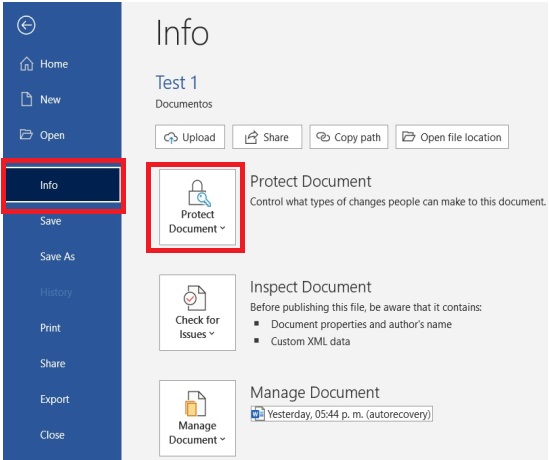 Info
Home
New
Open
Info
Save
Save As
History
Print
Share
Export
Close
Test 1
Documentos
Upload
Share
Copy path
Open file location
Protect
Document
Protect Document
Control what types of changes people can make to this document.
Check for
Issues
Inspect Document
Before publishing this file, be aware that it contains:
Document properties and author's name
Custom XML data
Manage
Document
Manage Document
Yesterday, 05:44 p. m. (autorecovery)